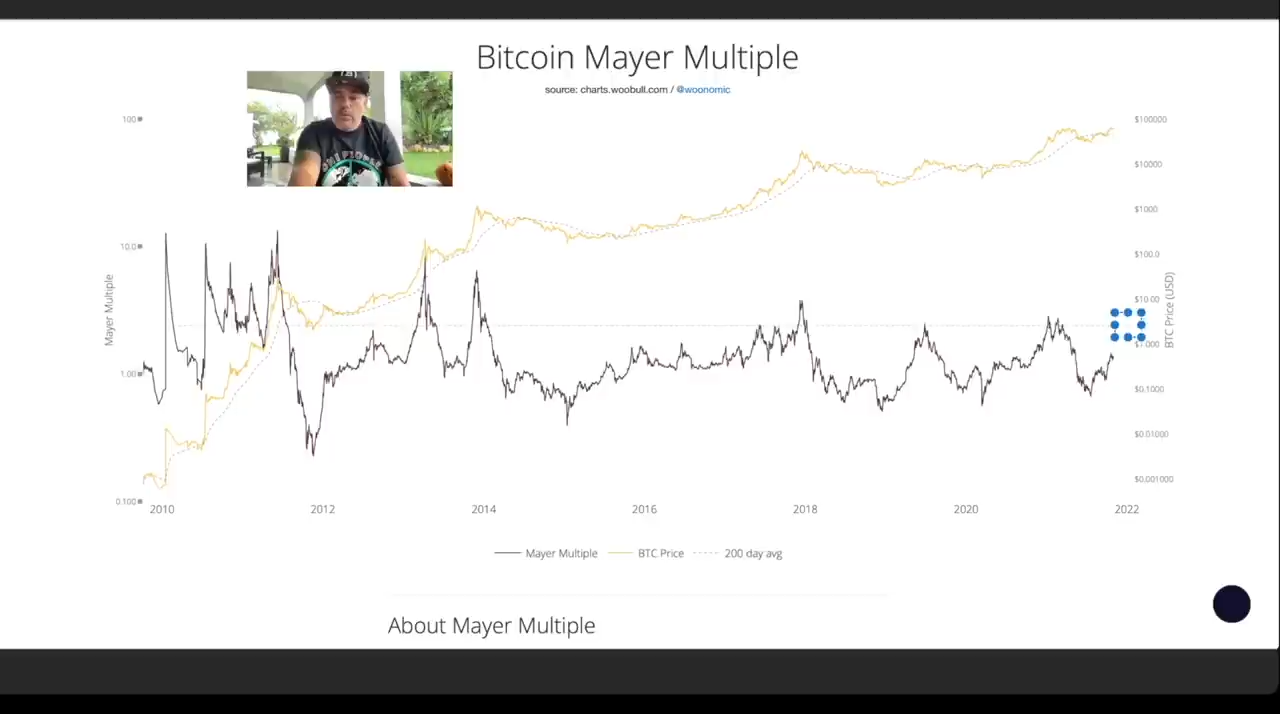 Bitcoin Mayer Multiple
source: charts.woobull.com / @woonomic
100
10.0
1.00
0.100
Mayer Multiple
$100000
$10000
$1000
$100.0
$10.00
$1.000
$0.1000
$0.01000
$0.001000
BTC Price (USD)
2010 2012 2014 2016 2018 2020 2022
Mayer Multiple BTC Price 200 day avg
About Mayer Multiple